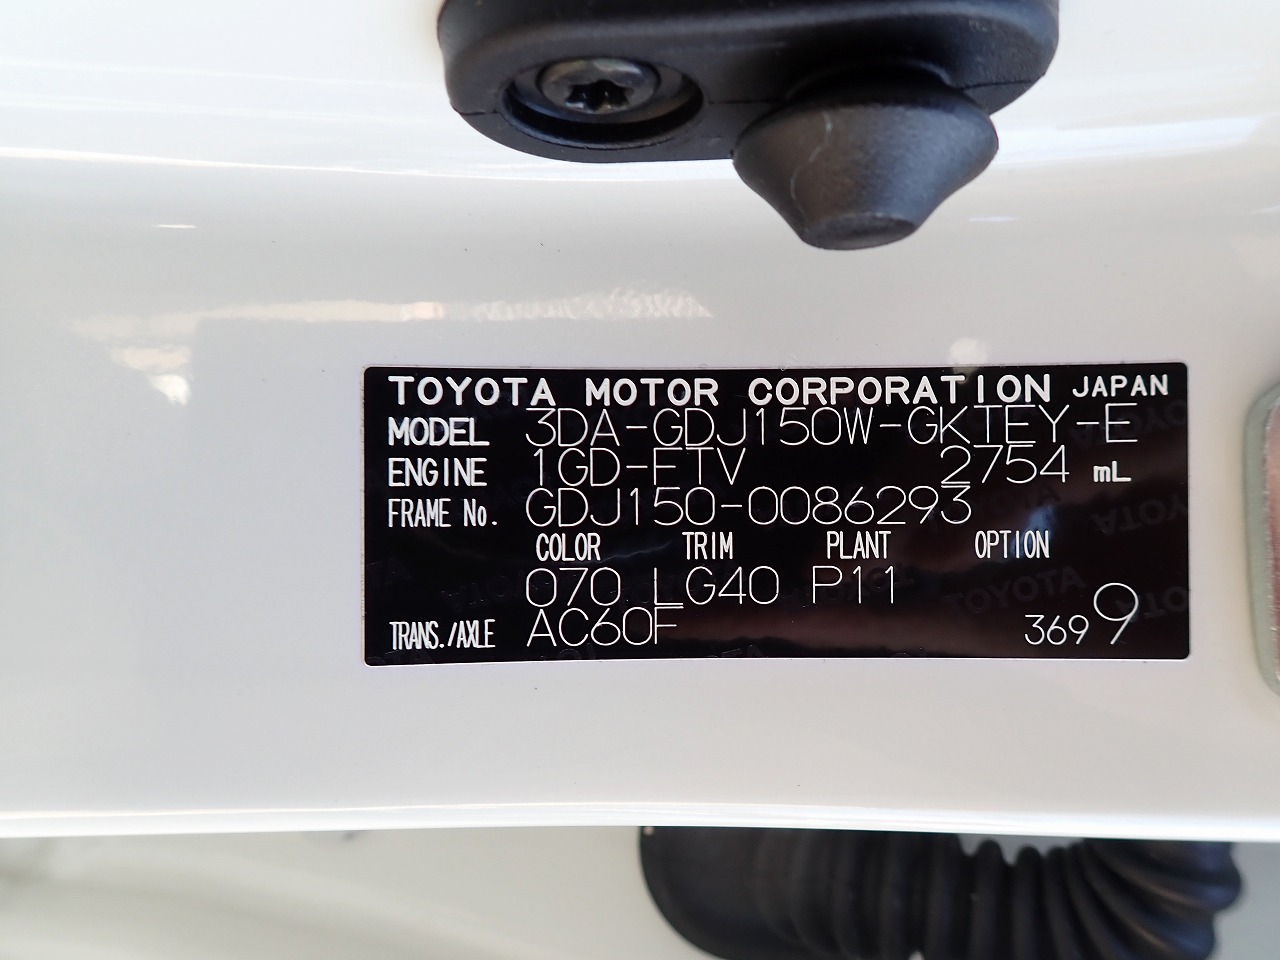 TOYOTA MOTOR CORPORATION JAPAN
MODEL 3DA-GDJ150W-GKTEY-E
ENGINE 1GD-FTV 2754 mL
FRAME No. GDJ150-0086293
COLOR TRIM PLANT OPTION
070 LG40 P11
TRANS./AXLE AC60F 3699